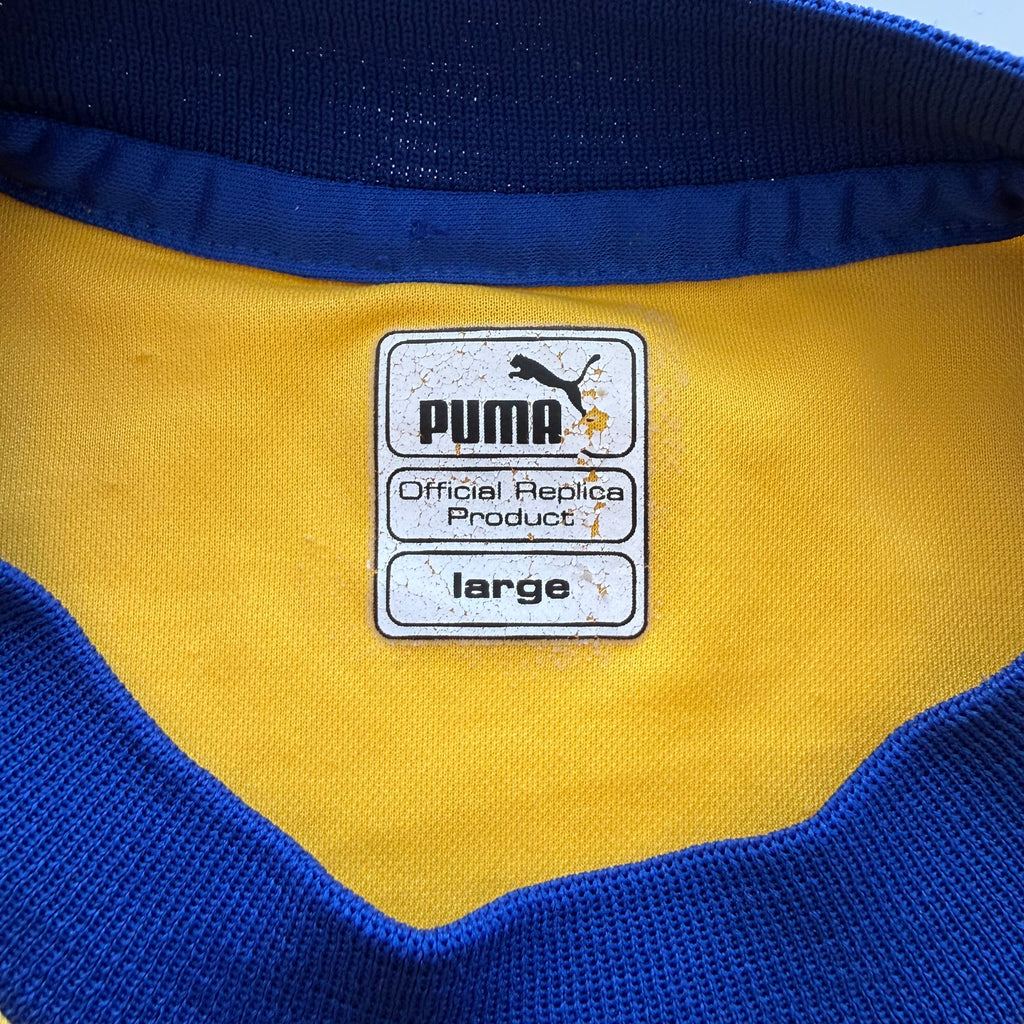 PUMA
Official Replica
Product
large